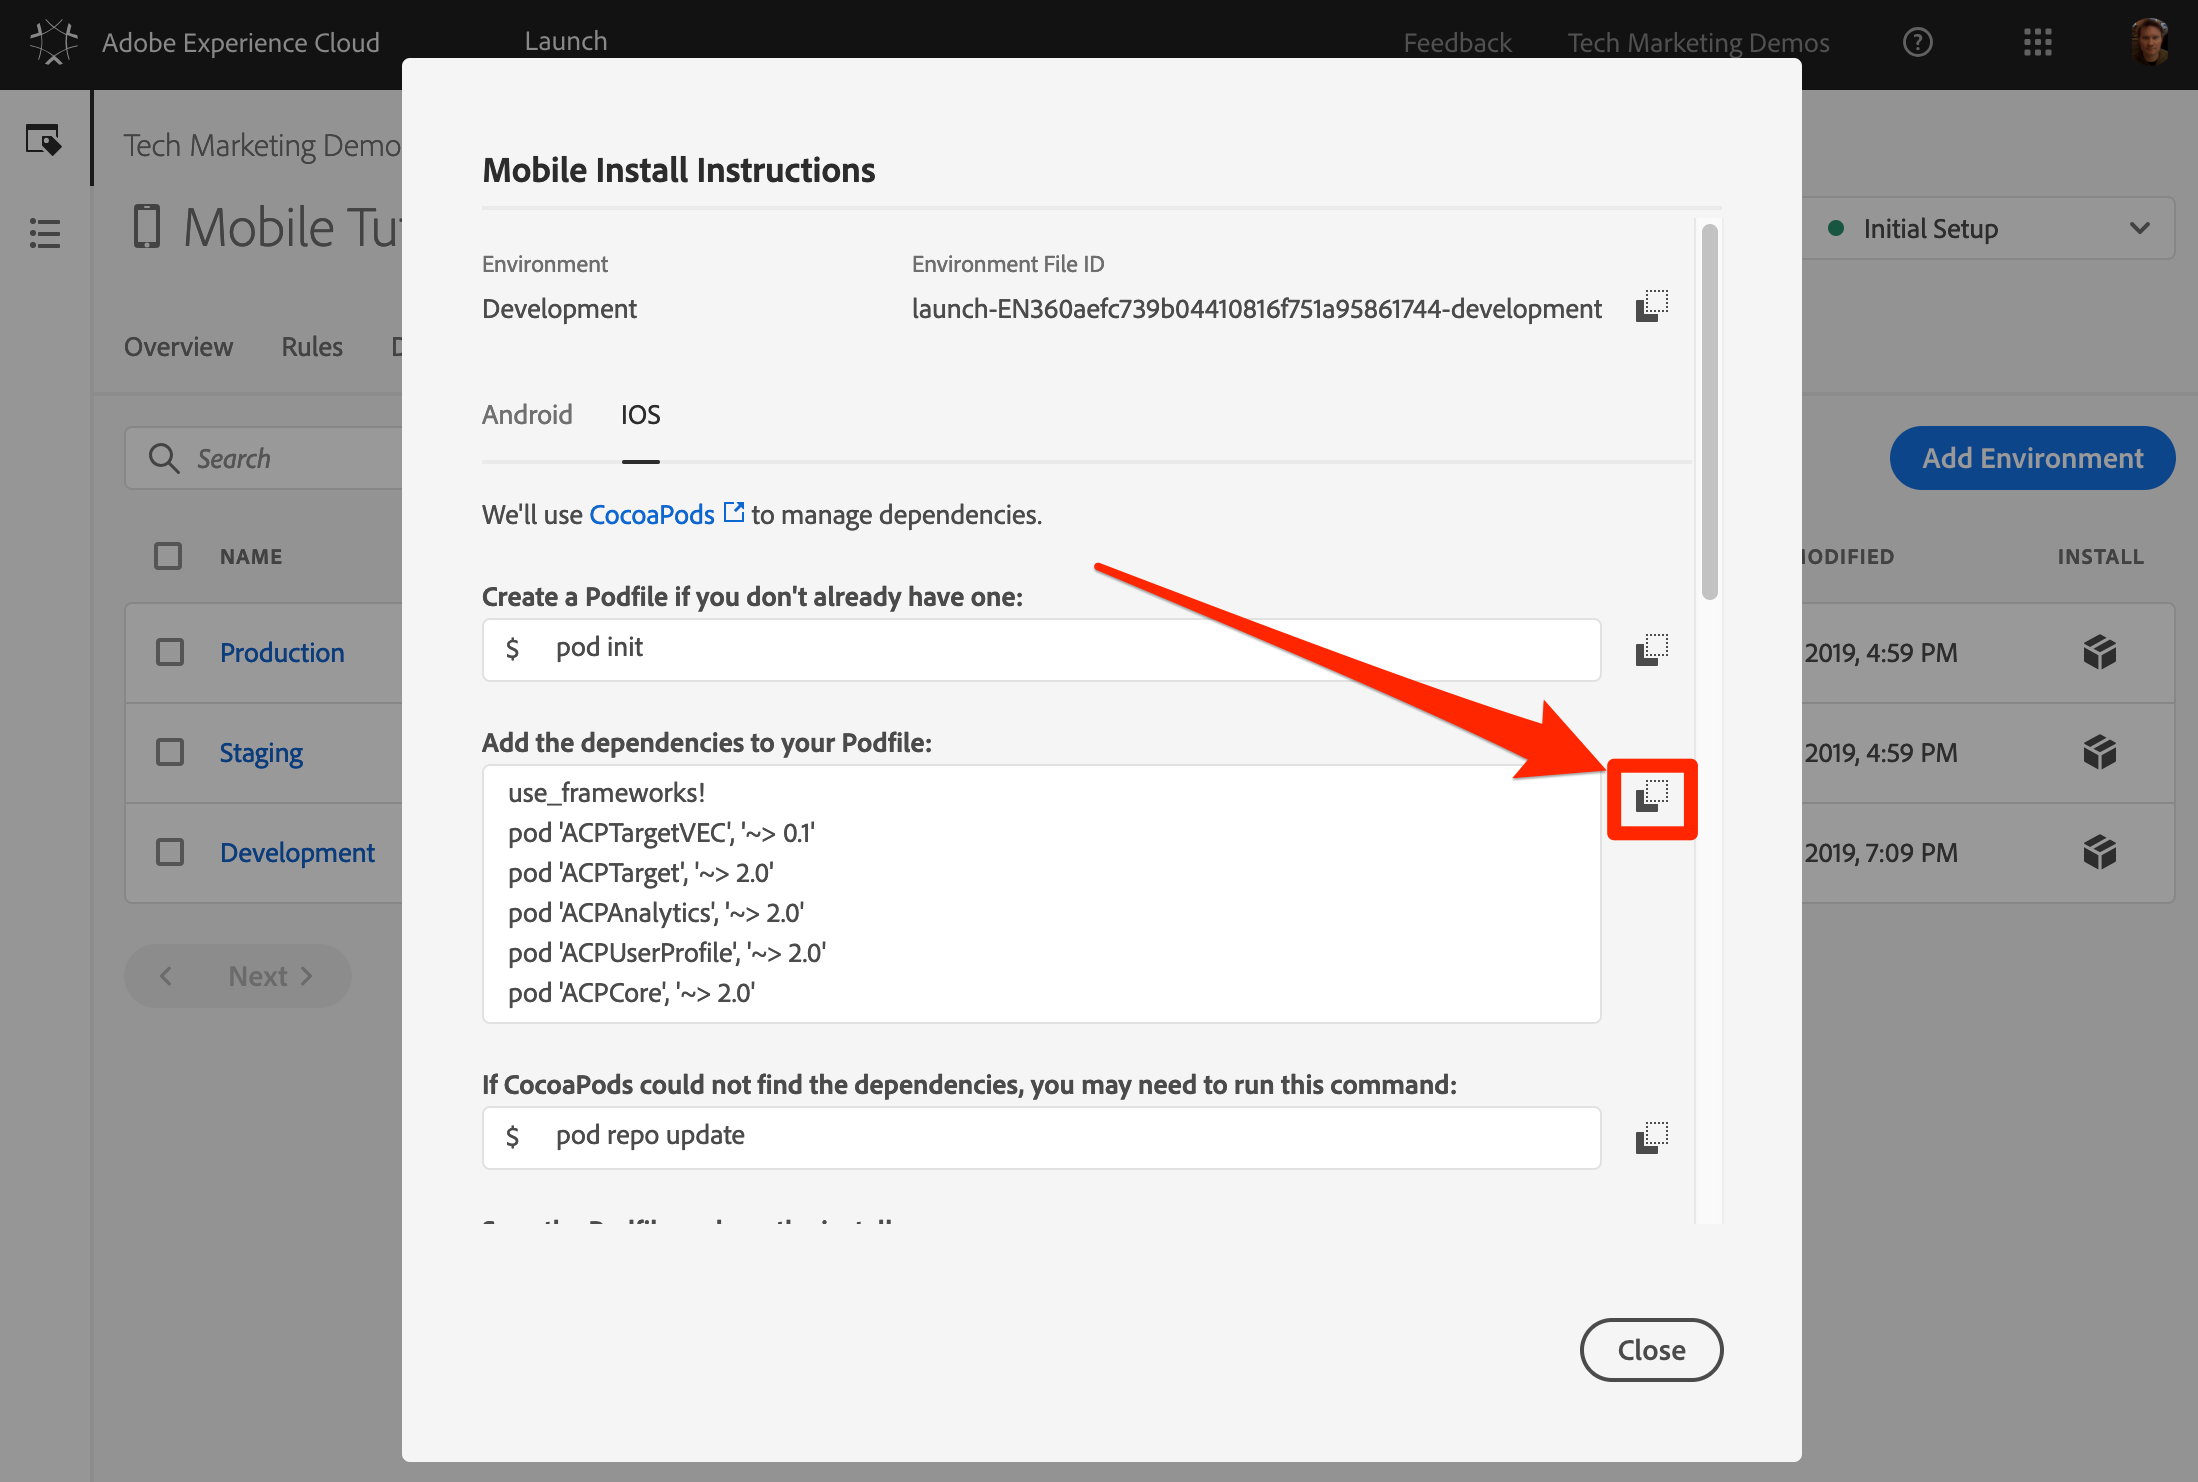 Adobe Experience Cloud
Launch
Feedback
Tech Marketing Demos
Tech Marketing Demo
Mobile Tu
Initial Setup
Overview
Rules
Search
Add Environment
NAME
MODIFIED
INSTALL
Production
2019, 4:59 PM
Staging
2019, 4:59 PM
Development
2019, 7:09 PM
Next
Mobile Install Instructions
Environment
Environment File ID
Development
launch-EN360aefc739b04410816f751a95861744-development
Android
IOS
We'll use CocoaPods to manage dependencies.
Create a Podfile if you don't already have one:
$ pod init
Add the dependencies to your Podfile:
use_frameworks!
pod 'ACPTargetVEC', '~> 0.1'
pod 'ACPTarget', '~> 2.0'
pod 'ACPAnalytics', '~> 2.0'
pod 'ACPUserProfile', '~> 2.0'
pod 'ACPCore', '~> 2.0'
If CocoaPods could not find the dependencies, you may need to run this command:
$ pod repo update
Close